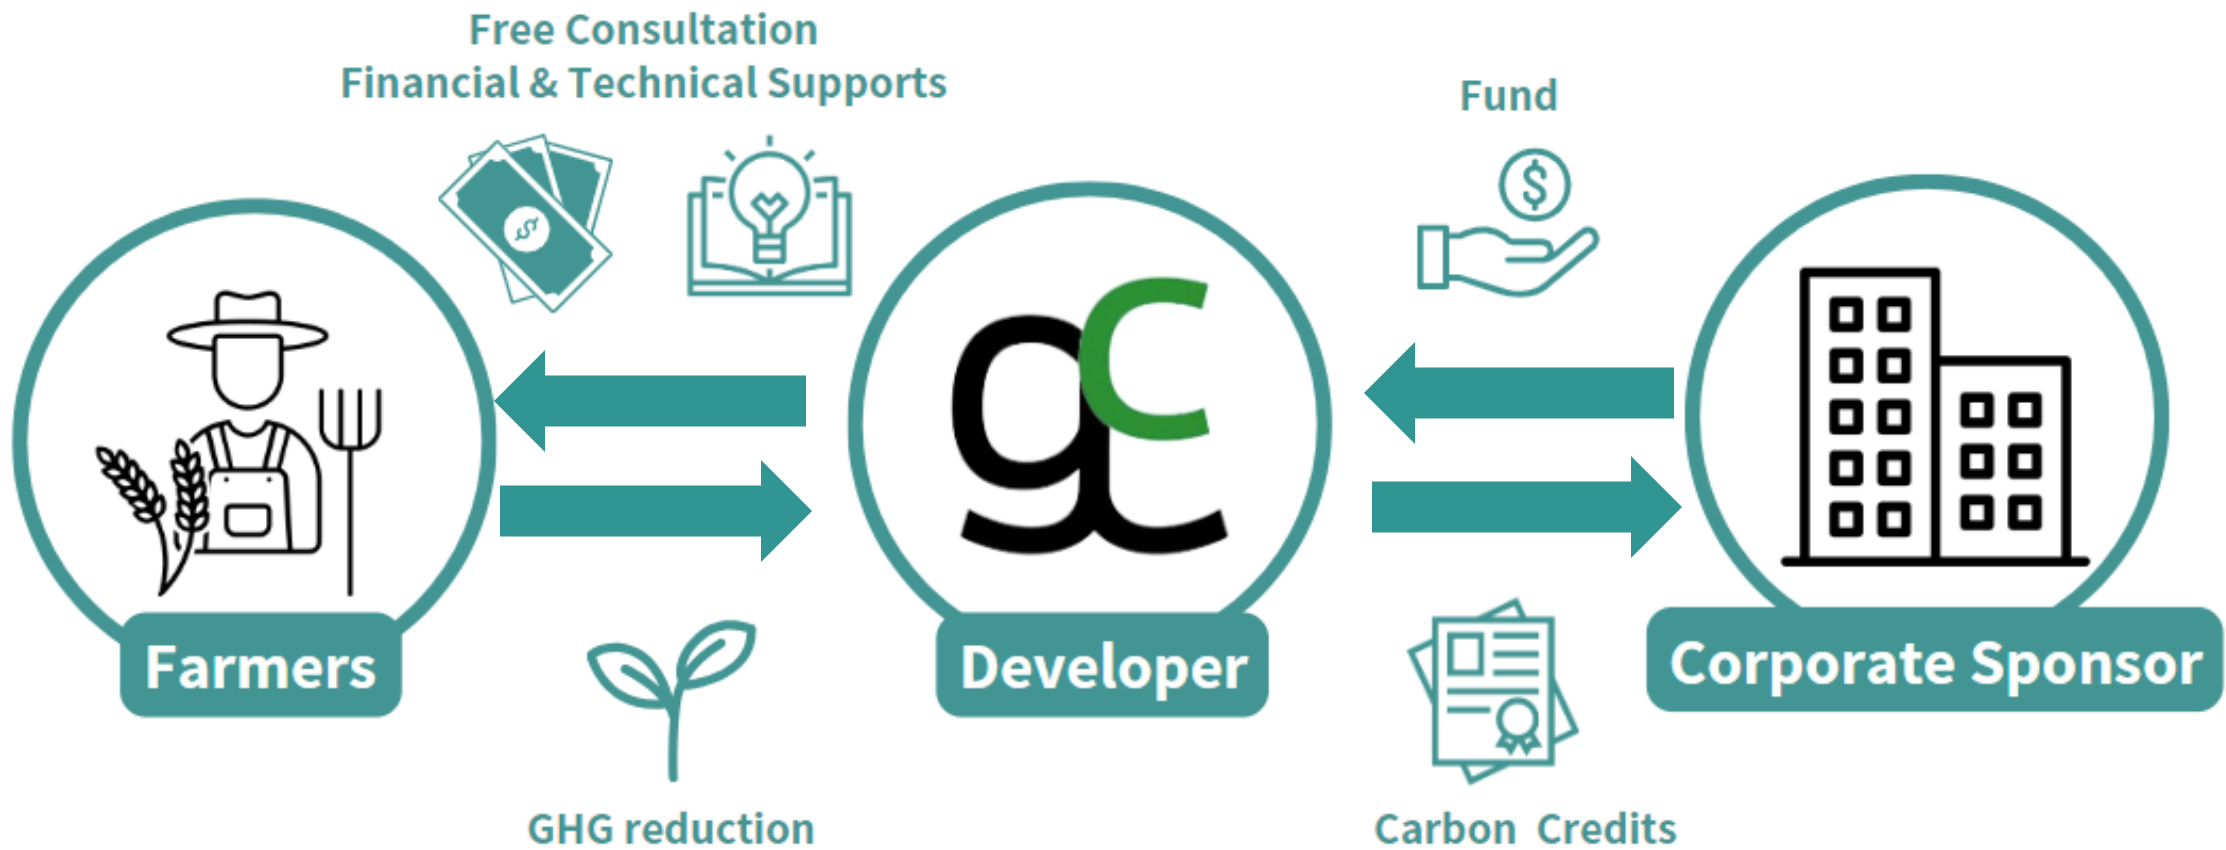 Free Consultation
Financial & Technical Supports
Fund
gc
Farmers
Developer
Corporate Sponsor
GHG reduction
Carbon Credits